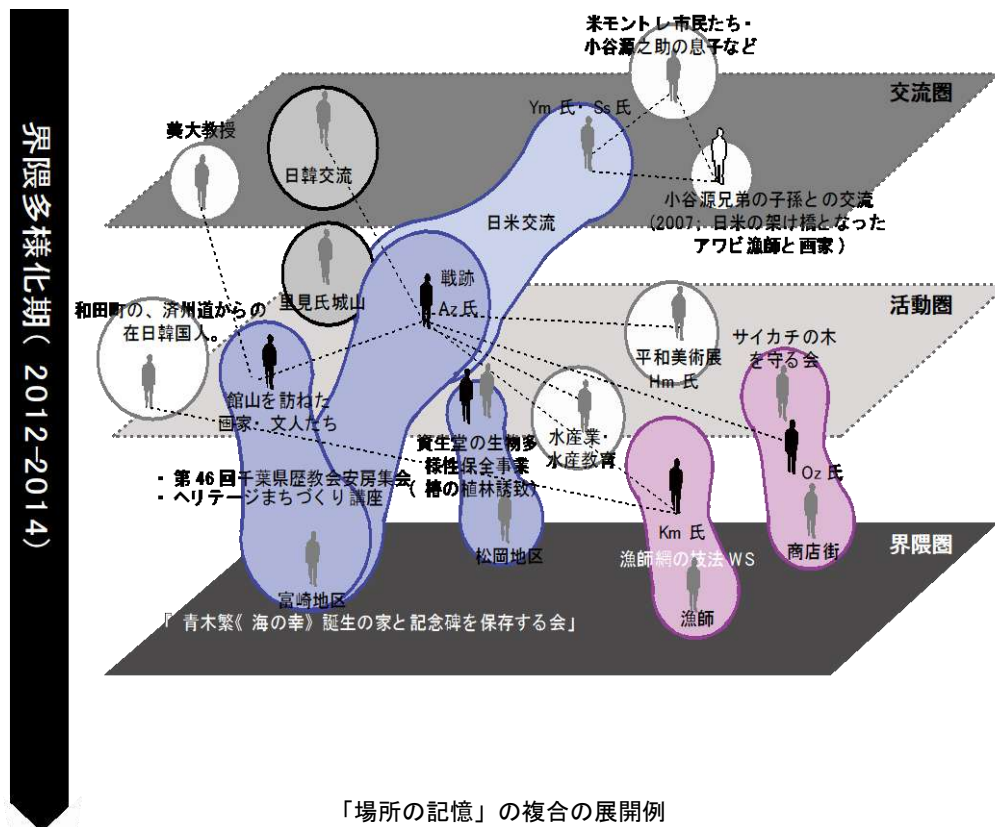 界隈多様化期( 2012-2014)
米モントレ市民たち・
小谷源之助の息子など
交流圏
Ym 氏・ Ss 氏
美大教授
日韓交流
小谷源兄弟の子孫との交流
(2007; 日米の架け橋となった
アワビ漁師と画家 )
日米交流
戦跡
Az 氏
里見氏城山
活動圏
和田町の、済州道からの
在日韓国人。
サイカチの木
を守る会
平和美術展
Hm 氏
館山を訪ねた
画家・文人たち
資生堂の生物多
様性保全事業
( 椿の植林誘致)
水産業・
水産教育
・第 46 回千葉県歴教会安房集会
・ヘリテージまちづくり講座
Oz 氏
Km 氏
界隈圏
松岡地区
漁師網の技法 WS
商店街
富崎地区
漁師
「 青木繁《 海の幸》 誕生の家と記念碑を保存する会」
「場所の記憶」の複合の展開例